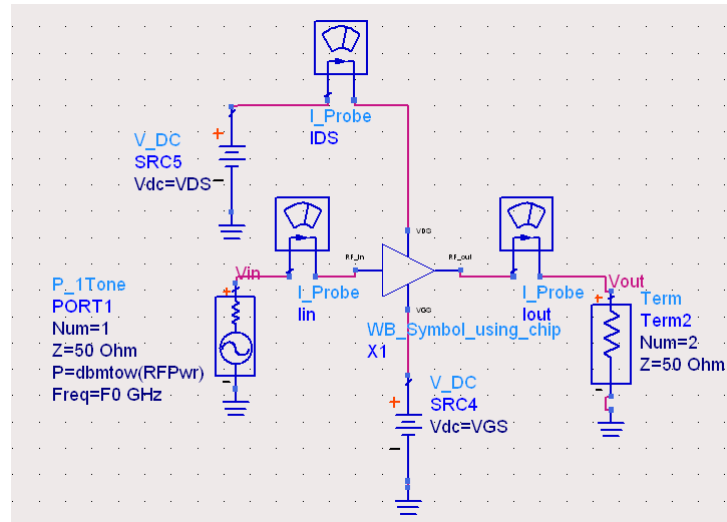 I_Probe
IDS
V_DC
SRC5
Vdc=VDS
+
-
VDD
RF_in
RF_out
Vin
I_Probe
Iin
Vout
I_Probe
Iout
VGG
WB_Symbol_using_chip
X1
P_1Tone
PORT1
Num=1
Z=50 Ohm
P=dbmtow(RFPwr)
Freq=F0 GHz
+
-
V_DC
SRC4
Vdc=VGS
+
-
Term
Term2
Num=2
Z=50 Ohm
+
-